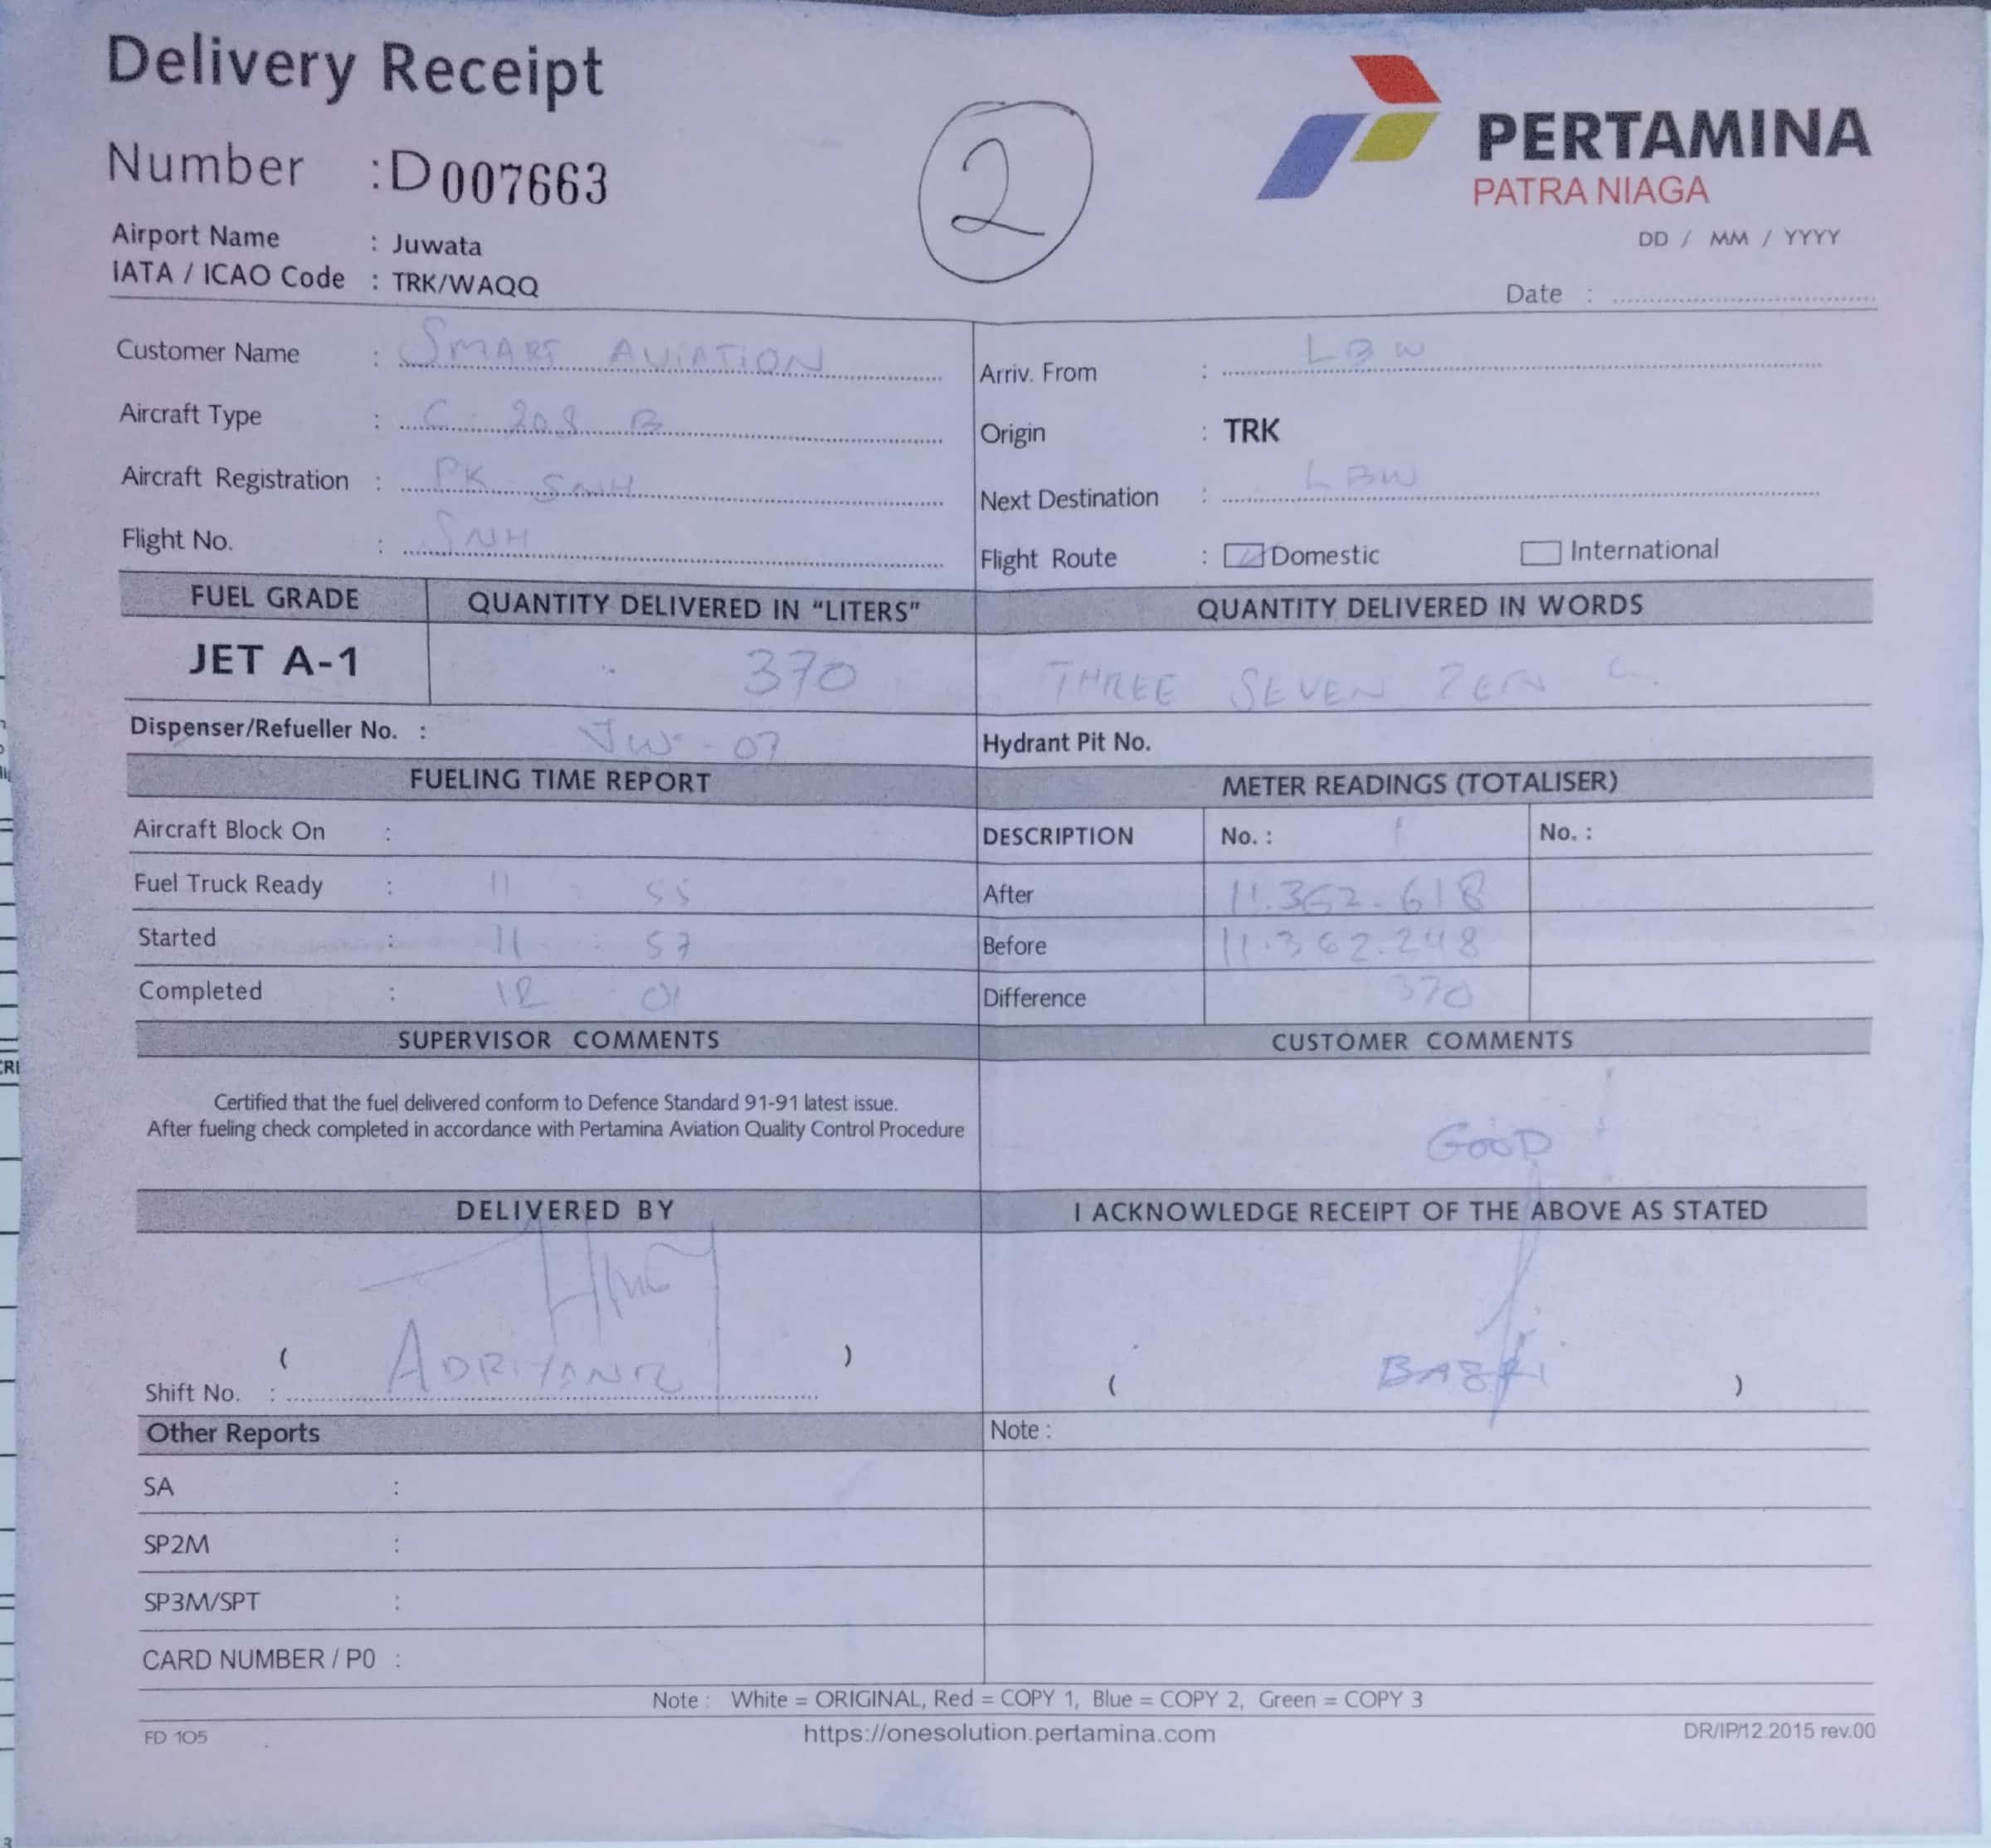 Delivery Receipt
Number : D007663
2
PERTAMINA
PATRA NIAGA
Airport Name : Juwata
IATA / ICAO Code : TRK/WAQQ
DD / MM / YYYY
Date :
Customer Name : SMART AVIATION
Arriv. From : LBW
Aircraft Type : C 208 B
Origin : TRK
Aircraft Registration : PK SNH
Next Destination : LBW
Flight No. : SNH
Flight Route : Domestic International
FUEL GRADE QUANTITY DELIVERED IN "LITERS" QUANTITY DELIVERED IN WORDS
JET A-1 370 THREE SEVEN
Dispenser/Refueller No. : JW-07 Hydrant Pit No.
FUELING TIME REPORT METER READINGS (TOTALISER)
Aircraft Block On : DESCRIPTION No. : 1 No. :
Fuel Truck Ready : 11 55 After 11.362.618
Started : 11 : 57 Before 11.362.248
Completed : 12 01 Difference 370
SUPERVISOR COMMENTS CUSTOMER COMMENTS
Certified that the fuel delivered conform to Defence Standard 91-91 latest issue.
After fueling check completed in accordance with Pertamina Aviation Quality Control Procedure
GOOD
DELIVERED BY I ACKNOWLEDGE RECEIPT OF THE ABOVE AS STATED
( )
Shift No. :
( )
Other Reports Note :
SA :
SP2M :
SP3M/SPT :
CARD NUMBER / P0 :
Note : White = ORIGINAL, Red = COPY 1, Blue = COPY 2, Green = COPY 3
FD 105 https://onesolution.pertamina.com DR/IP/12.2015 rev.00